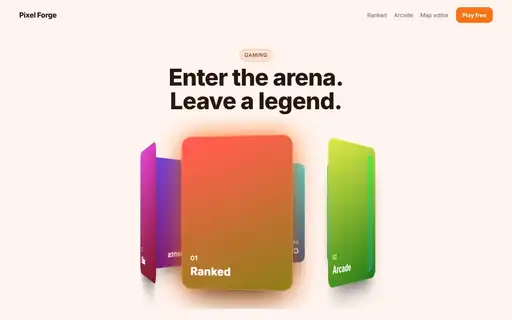 Pixel Forge
Ranked
Arcade
Map editor
Play free
GAMING
Enter the arena.
Leave a legend.
01
Ranked
02
Arcade